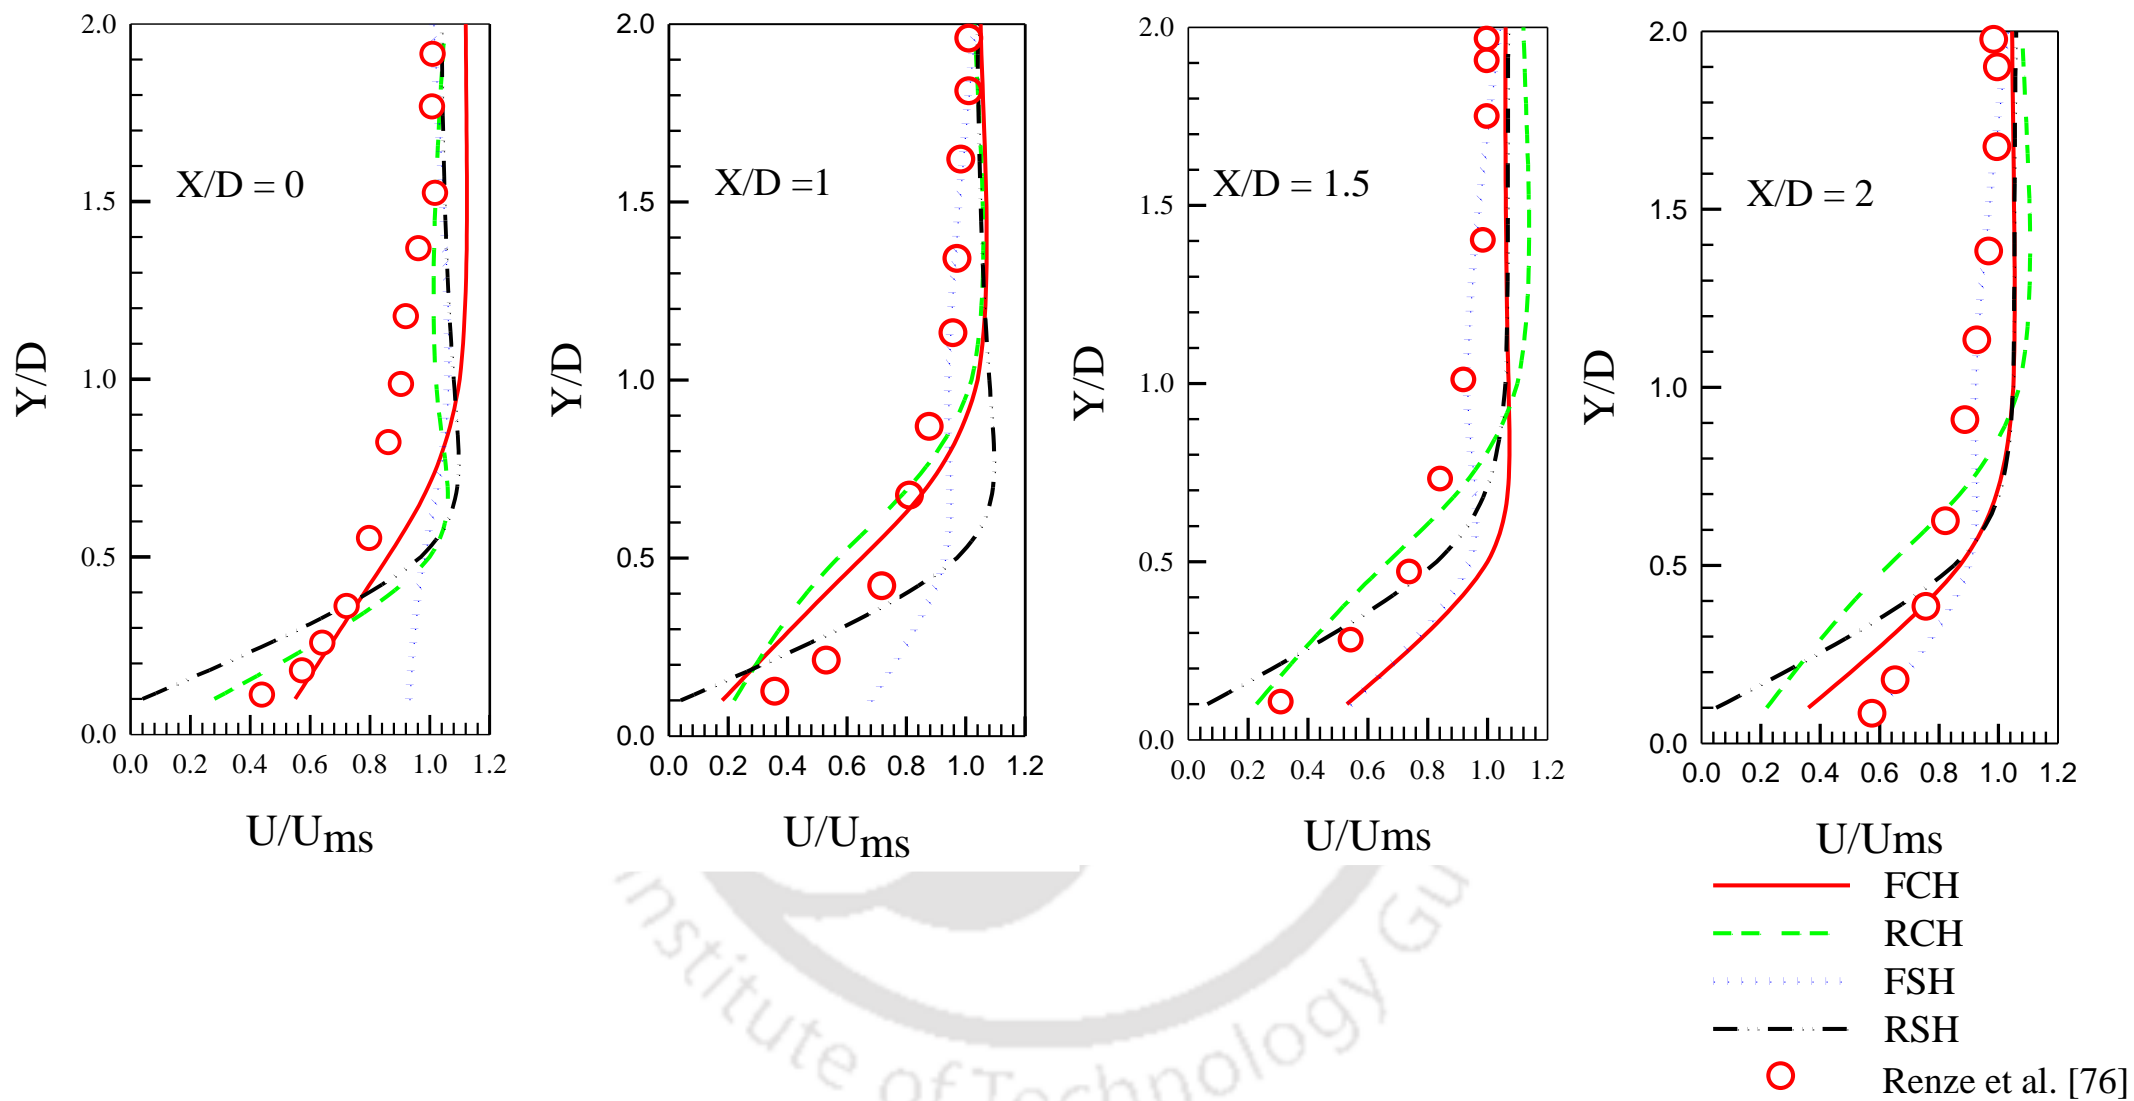 2.0
1.5
1.0
0.5
0.0
0.0 0.2 0.4 0.6 0.8 1.0 1.2
Y/D
X/D = 0
U/Ums
2.0
1.5
1.0
0.5
0.0
0.0 0.2 0.4 0.6 0.8 1.0 1.2
Y/D
X/D =1
U/Ums
2.0
1.5
1.0
0.5
0.0
0.0 0.2 0.4 0.6 0.8 1.0 1.2
Y/D
X/D = 1.5
U/Ums
2.0
1.5
1.0
0.5
0.0
0.0 0.2 0.4 0.6 0.8 1.0 1.2
Y/D
X/D = 2
U/Ums
FCH
RCH
FSH
RSH
Renze et al. [76]
nstitute of Technology Gu